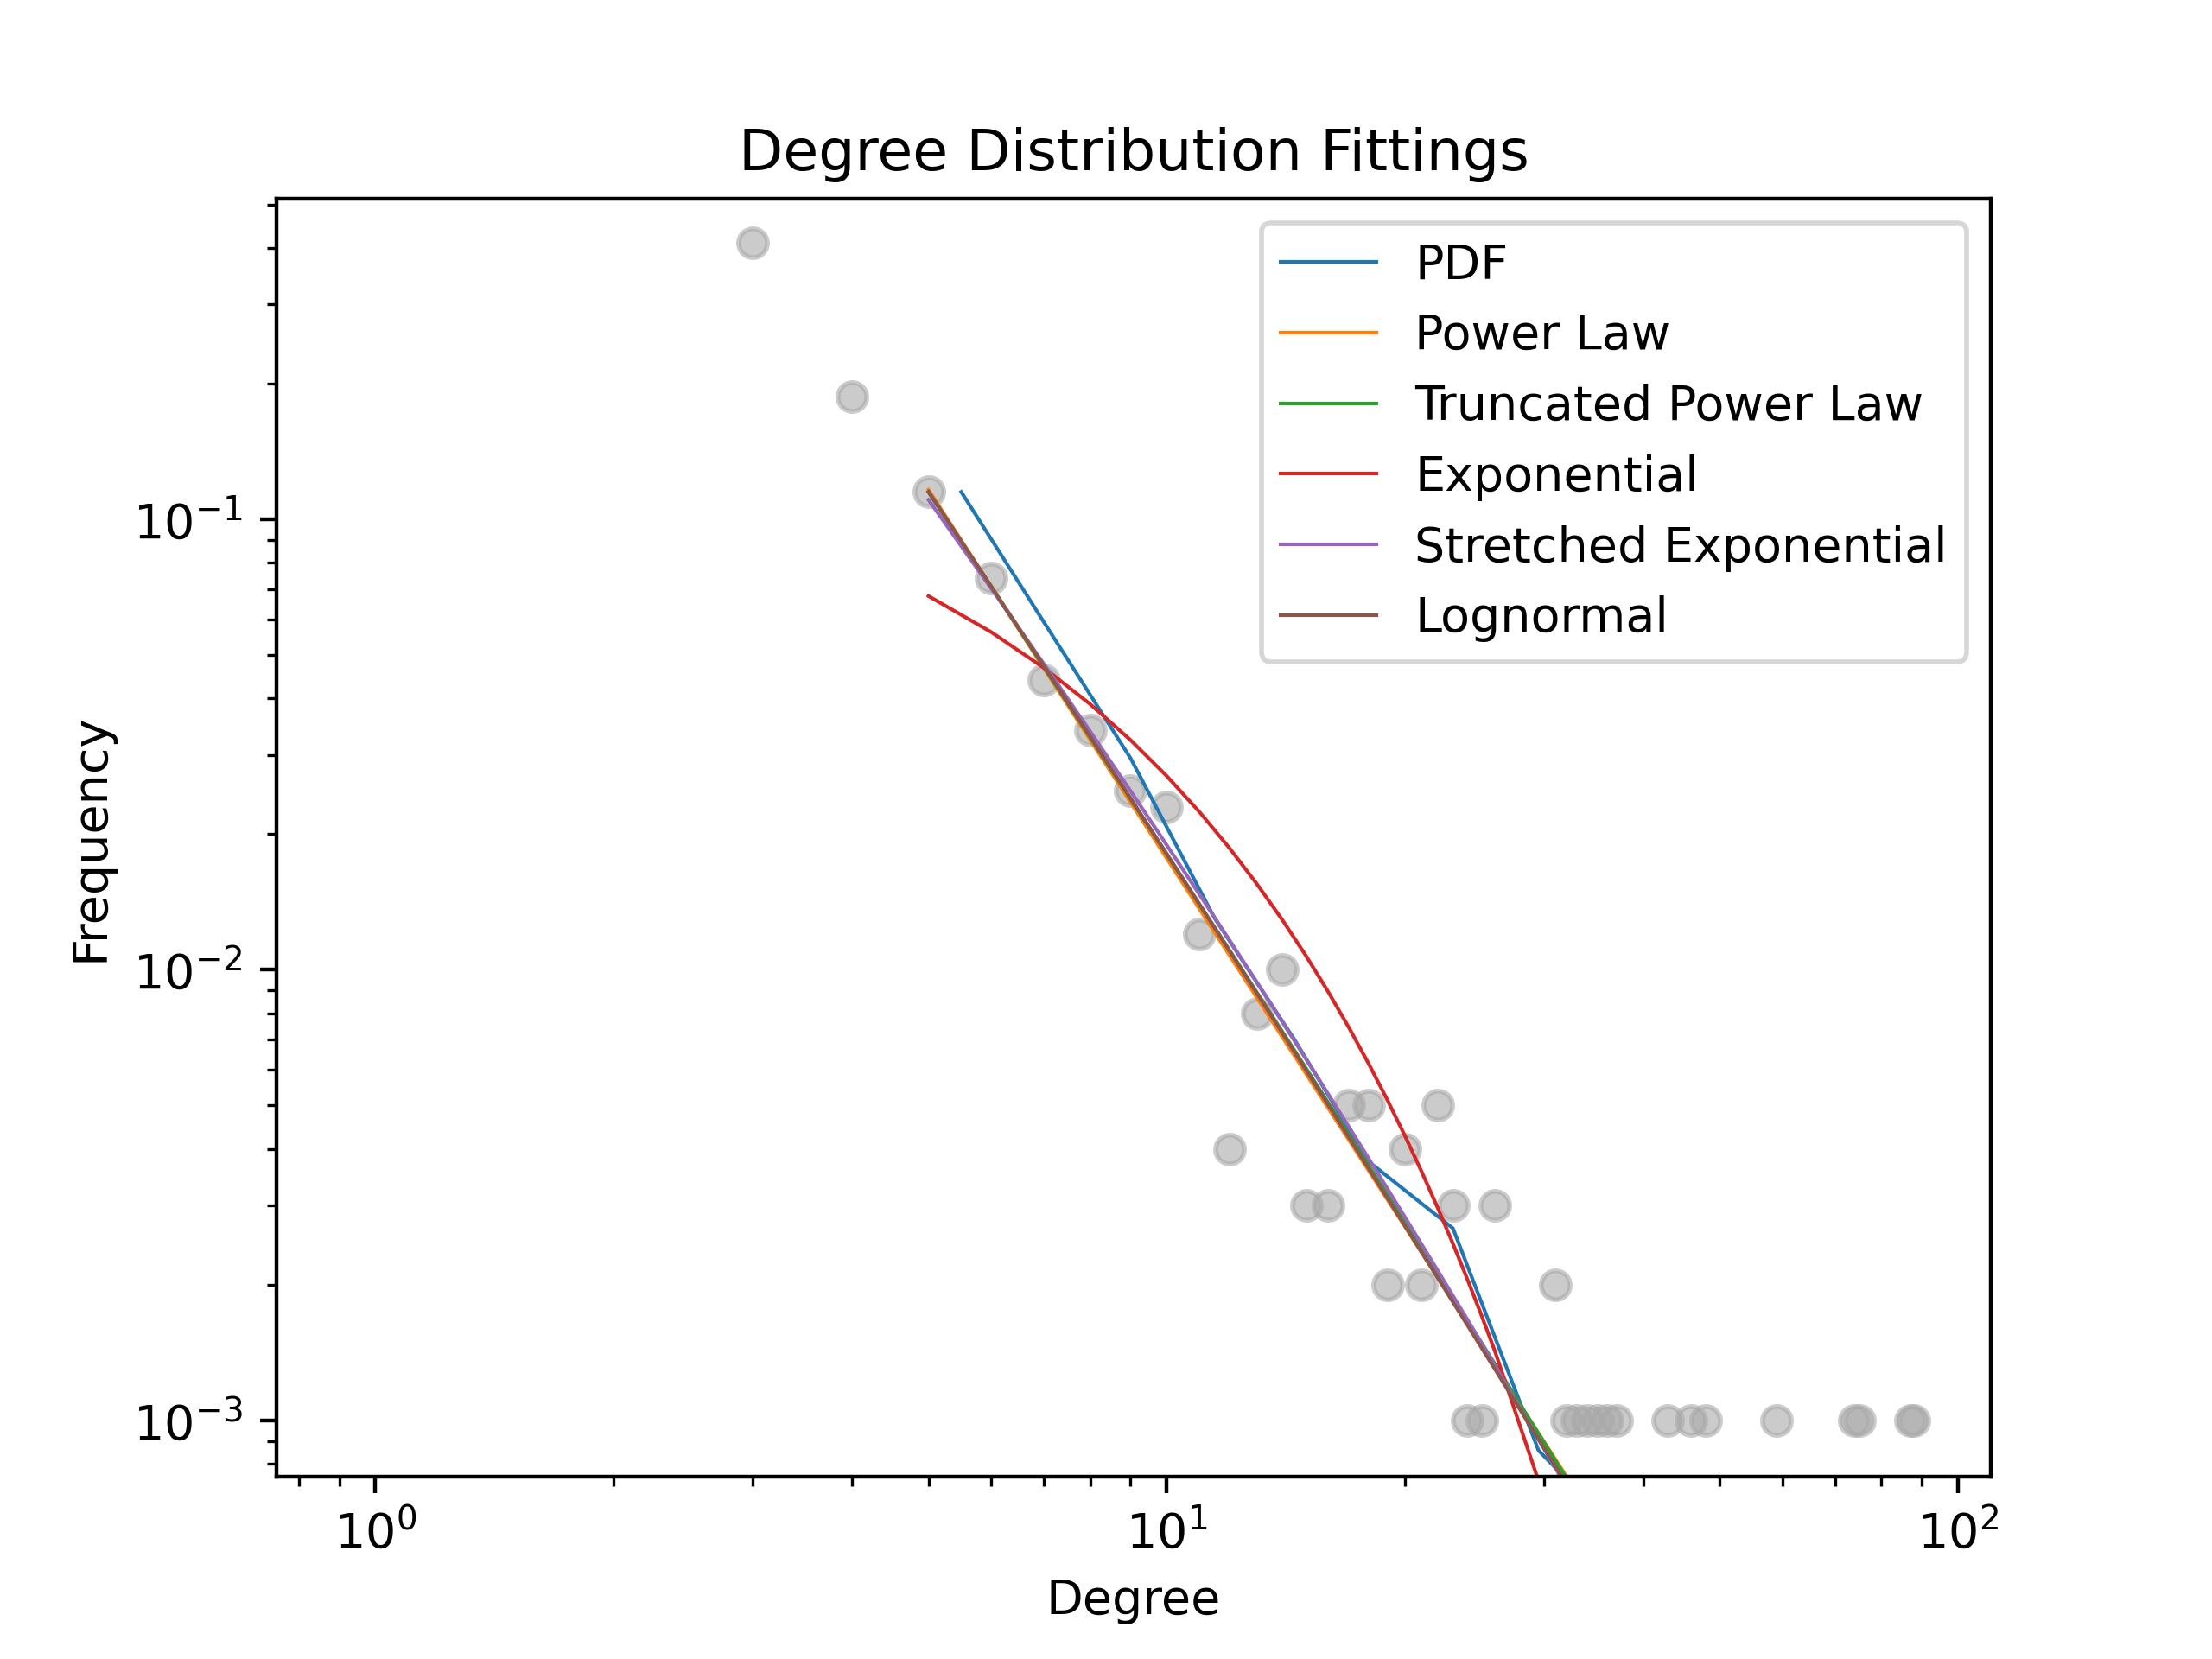 Degree Distribution Fittings
PDF
Power Law
Truncated Power Law
Exponential
Stretched Exponential
Lognormal
Frequency
10⁻¹
10⁻²
10⁻³
10⁰ 10¹ 10²
Degree